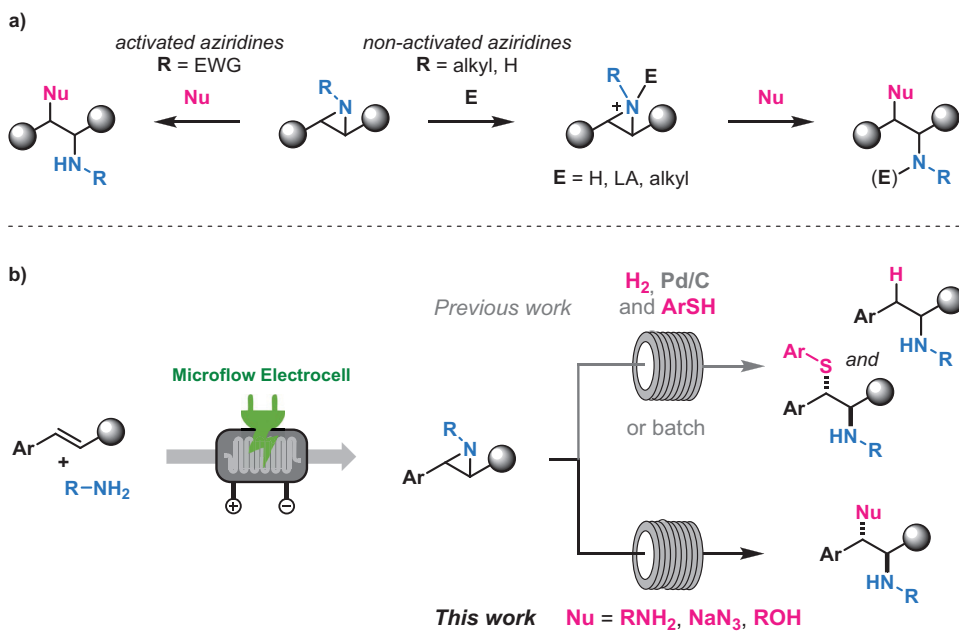 a)
activated aziridines
R = EWG
non-activated aziridines
R = alkyl, H
Nu
Nu
E
Nu
R
N
R
E
+
N
Nu
HN
R
E = H, LA, alkyl
(E)
N
R
b)
Previous work
H₂, Pd/C
and ArSH
or batch
H
Ar
HN
R
Ar
S
and
Ar
HN
R
Microflow Electrocell
Ar
+
R–NH₂
+
−
R
N
Ar
Nu
Ar
HN
R
This work Nu = RNH₂, NaN₃, ROH